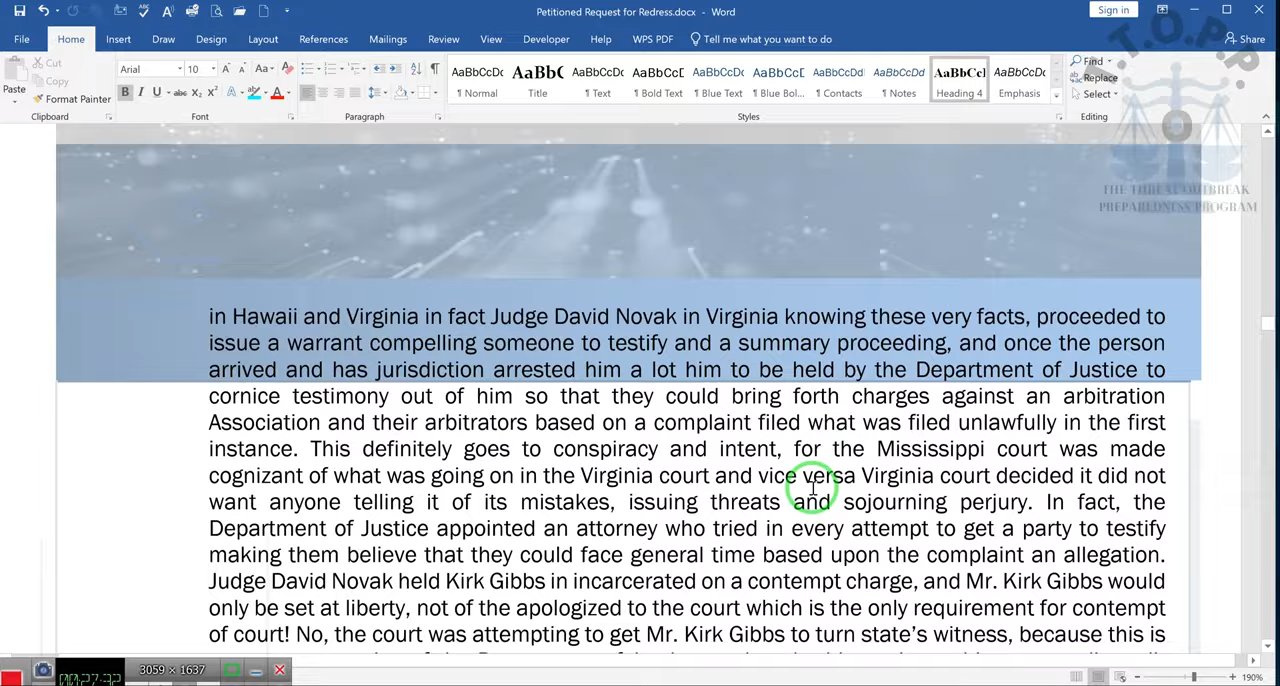 Petitioned Request for Redress.docx - Word
Sign in
File Home Insert Draw Design Layout References Mailings Review View Developer Help WPS PDF Tell me what you want to do Share
T.O.P.P.
Paste
Cut
Copy
Format Painter
Clipboard
Arial 10
B I U abc X₂ X²
Font
Paragraph
AaBbCcDc AaBbC AaBbCcDc AaBbCcD AaBbCcDc AaBbCcD AaBbCcDd AaBbCcDd AaBbCcI AaBbCcDc
¶ Normal Title ¶ Text ¶ Bold Text ¶ Blue Text ¶ Blue Bol... ¶ Contacts ¶ Notes Heading 4 Emphasis
Styles
Find
Replace
Select
Editing
THE THREAT OUTBREAK
PREPAREDNESS PROGRAM
in Hawaii and Virginia in fact Judge David Novak in Virginia knowing these very facts, proceeded to
issue a warrant compelling someone to testify and a summary proceeding, and once the person
arrived and has jurisdiction arrested him a lot him to be held by the Department of Justice to
cornice testimony out of him so that they could bring forth charges against an arbitration
Association and their arbitrators based on a complaint filed what was filed unlawfully in the first
instance. This definitely goes to conspiracy and intent, for the Mississippi court was made
cognizant of what was going on in the Virginia court and vice versa Virginia court decided it did not
want anyone telling it of its mistakes, issuing threats and sojourning perjury. In fact, the
Department of Justice appointed an attorney who tried in every attempt to get a party to testify
making them believe that they could face general time based upon the complaint an allegation.
Judge David Novak held Kirk Gibbs in incarcerated on a contempt charge, and Mr. Kirk Gibbs would
only be set at liberty, not of the apologized to the court which is the only requirement for contempt
of court! No, the court was attempting to get Mr. Kirk Gibbs to turn state's witness, because this is
3059 × 1637
190%